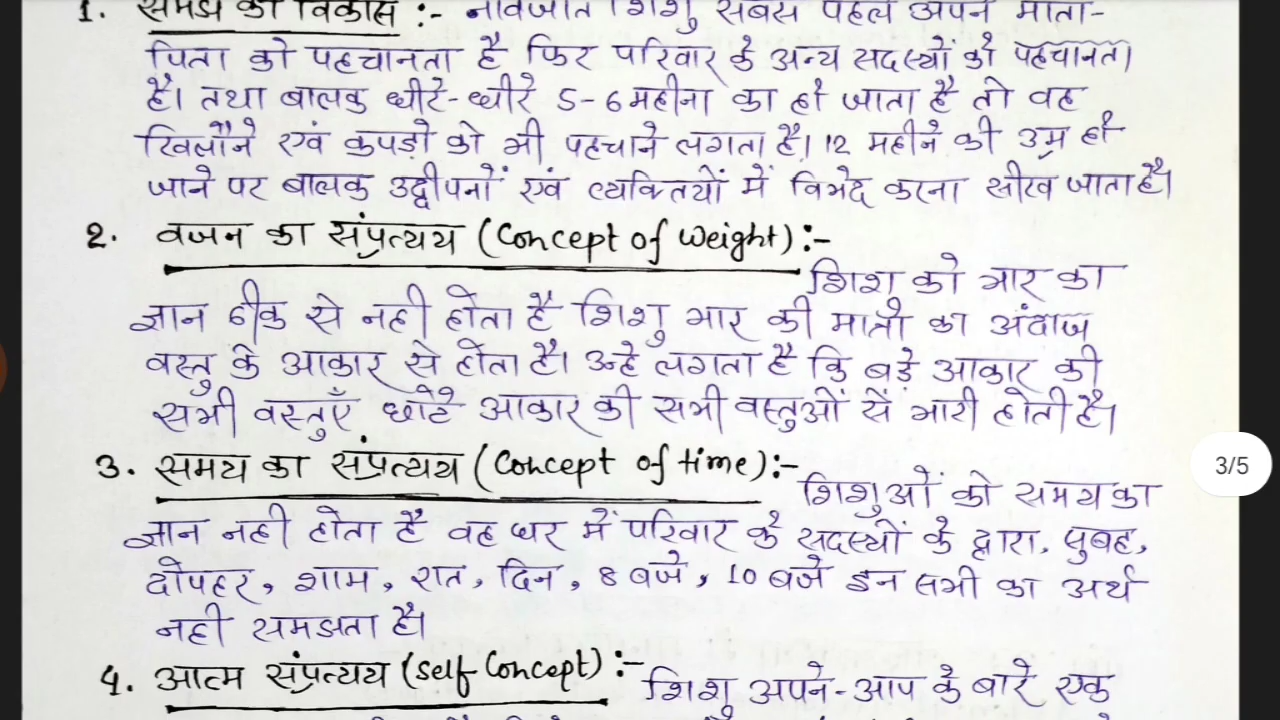 1. समझ का विकास :- नावजात शिशु सबसे पहले अपने माता-
पिता को पहचानता है फिर परिवार के अन्य सदस्यों को पहचानता
है। तथा बालक धीरे-धीरे 5-6 महीना का हो जाता है तो वह
खिलौने एवं कपड़ो को भी पहचाने लगता है। 12 महीने की उम्र हो
जाने पर बालक उद्दीपनों एवं व्यक्तियों में विभेद करना सीख जाता है।
2. वजन का संप्रत्यय (Concept of Weight) :-
शिशु को भार का
ज्ञान ठीक से नही होता है शिशु भार की मात्रा का अंदाज
वस्तु के आकार से होता है। उन्हे लगता है कि बड़े आकार की
सभी वस्तुएँ छोटे आकार की सभी वस्तुओं सें भारी होती है।
3. समय का संप्रत्यय (Concept of time) :-
शिशुओं को समय का
ज्ञान नही होता है वह घर में परिवार के सदस्यों के द्वारा, सुबह,
दोपहर, शाम, रात, दिन, 8 बजे, 10 बजे इन सभी का अर्थ
नही समझता है।
4. आत्म संप्रत्यय (Self Concept) :- शिशु अपने-आप के बारे एक
3/5